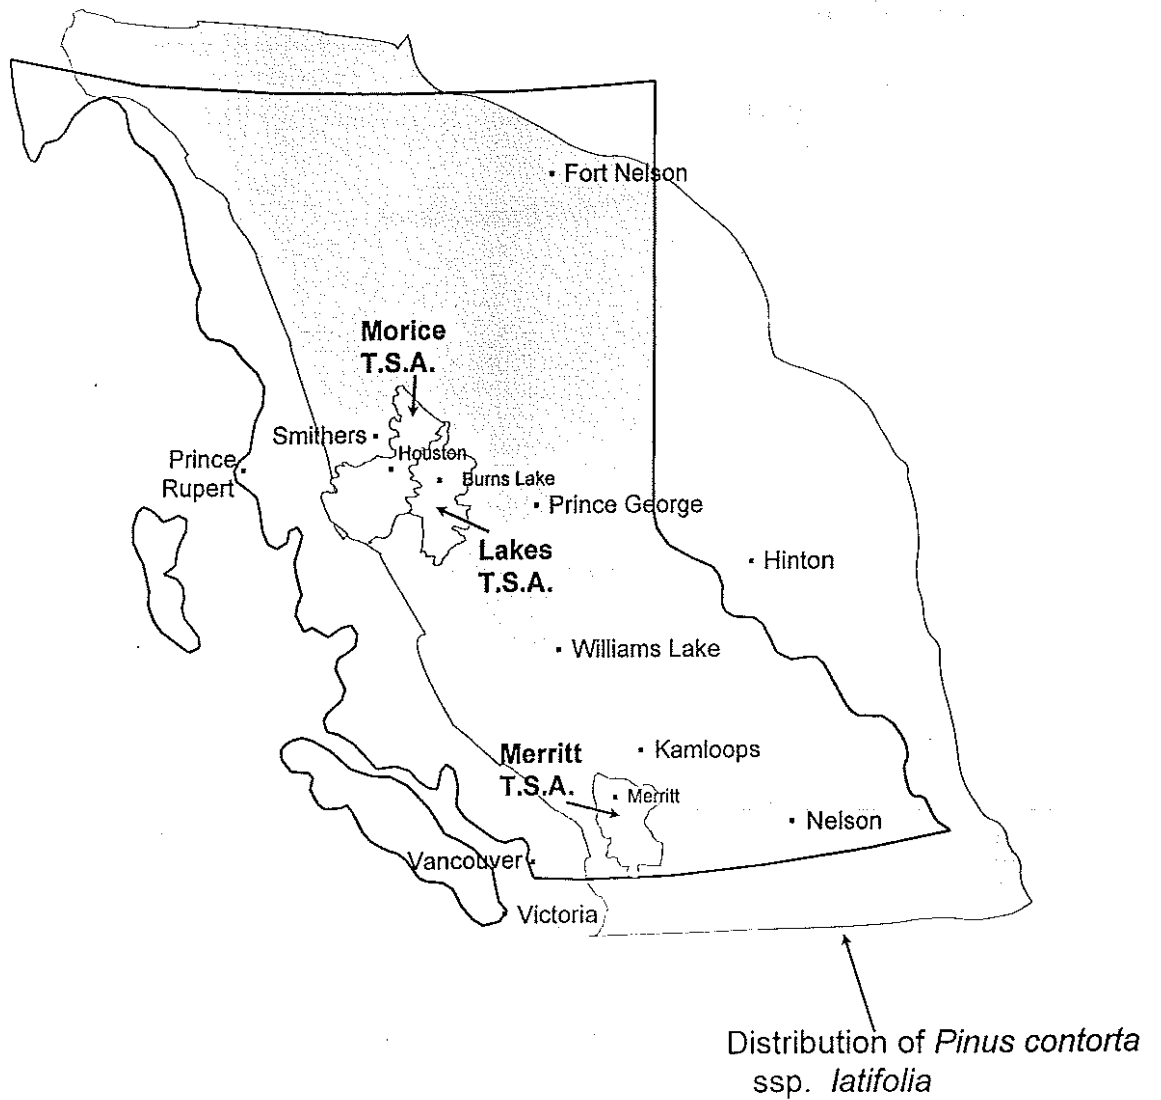 Fort Nelson
Morice
T.S.A.
Smithers
Houston
Prince
Rupert
Burns Lake
Prince George
Lakes
T.S.A.
Hinton
Williams Lake
Merritt
T.S.A.
Kamloops
Merritt
Nelson
Vancouver
Victoria
Distribution of Pinus contorta
ssp. latifolia